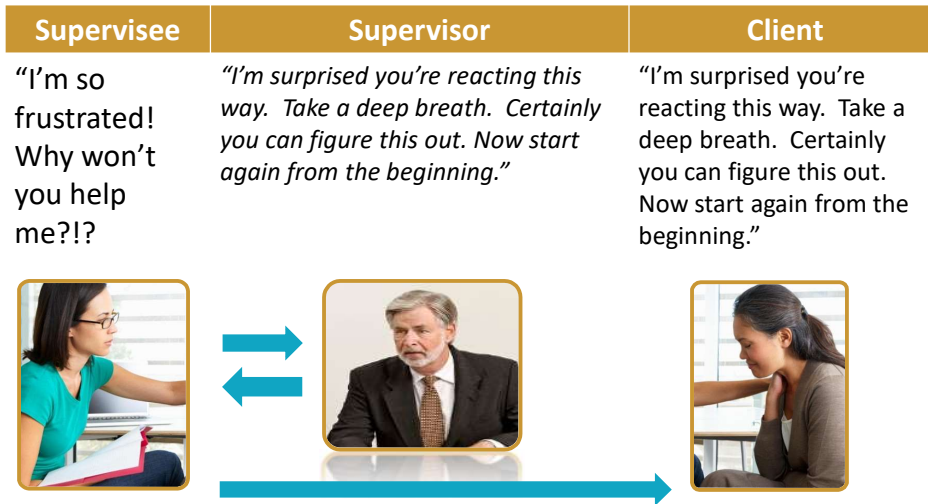 Supervisee
Supervisor
Client
“I’m so
frustrated!
Why won’t
you help
me?!?
“I’m surprised you’re reacting this
way.  Take a deep breath.  Certainly
you can figure this out. Now start
again from the beginning.”
“I’m surprised you’re
reacting this way.  Take a
deep breath.  Certainly
you can figure this out.
Now start again from the
beginning.”